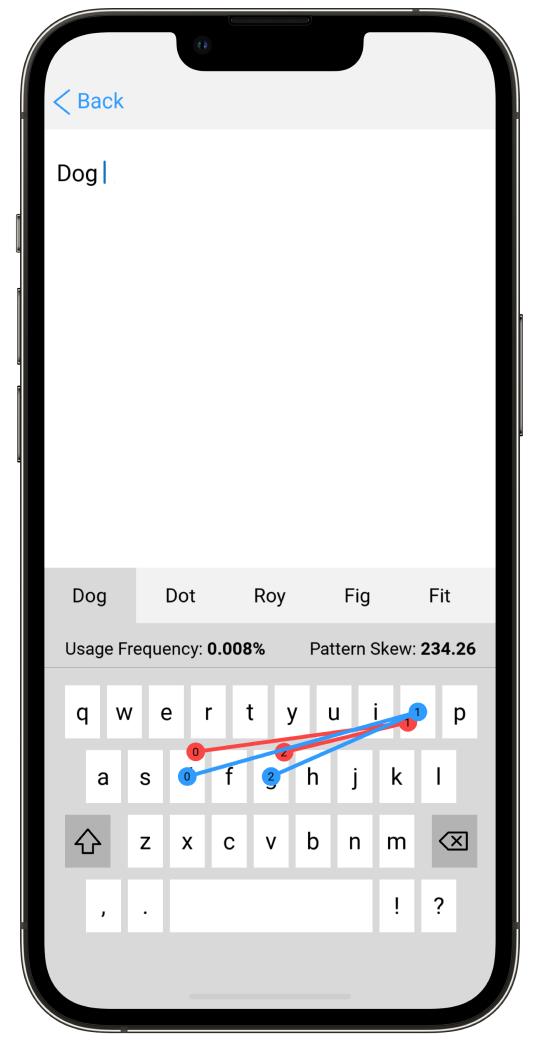 Back
Dog
Dog Dot Roy Fig Fit
Usage Frequency: 0.008% Pattern Skew: 234.26
q w e r t y u i 1 p
1
0 2
a s 0 f g 2 h j k l
z x c v b n m
, . ! ?